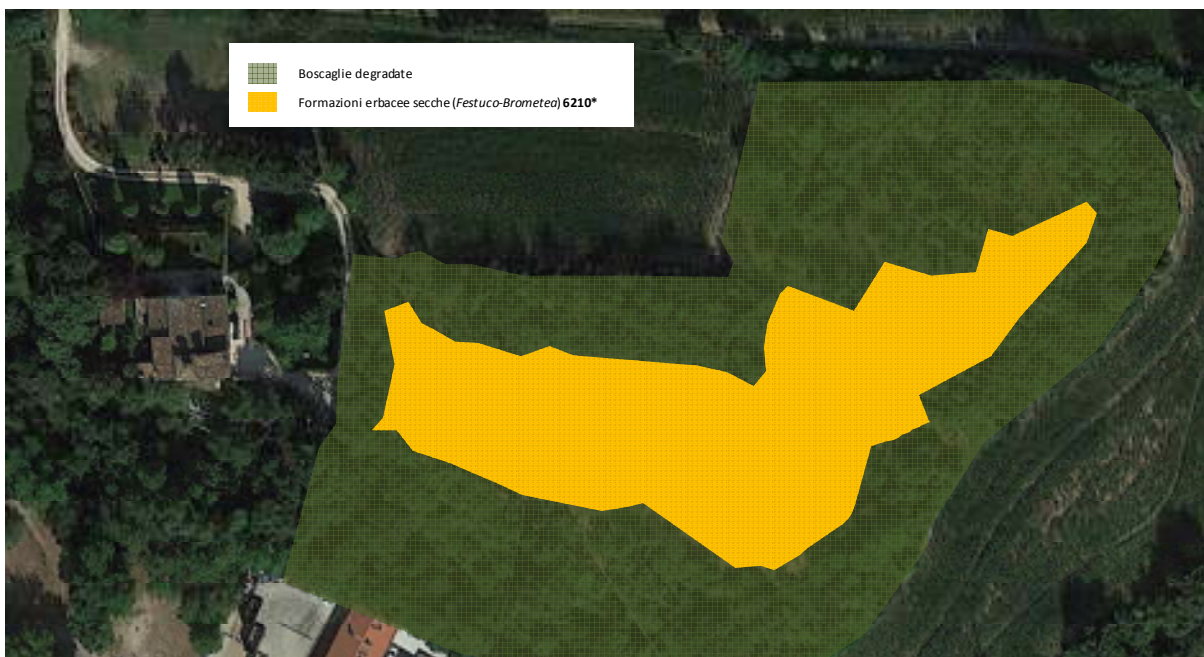 Boscaglie degradate
Formazioni erbacee secche (Festuco-Brometea) 6210*